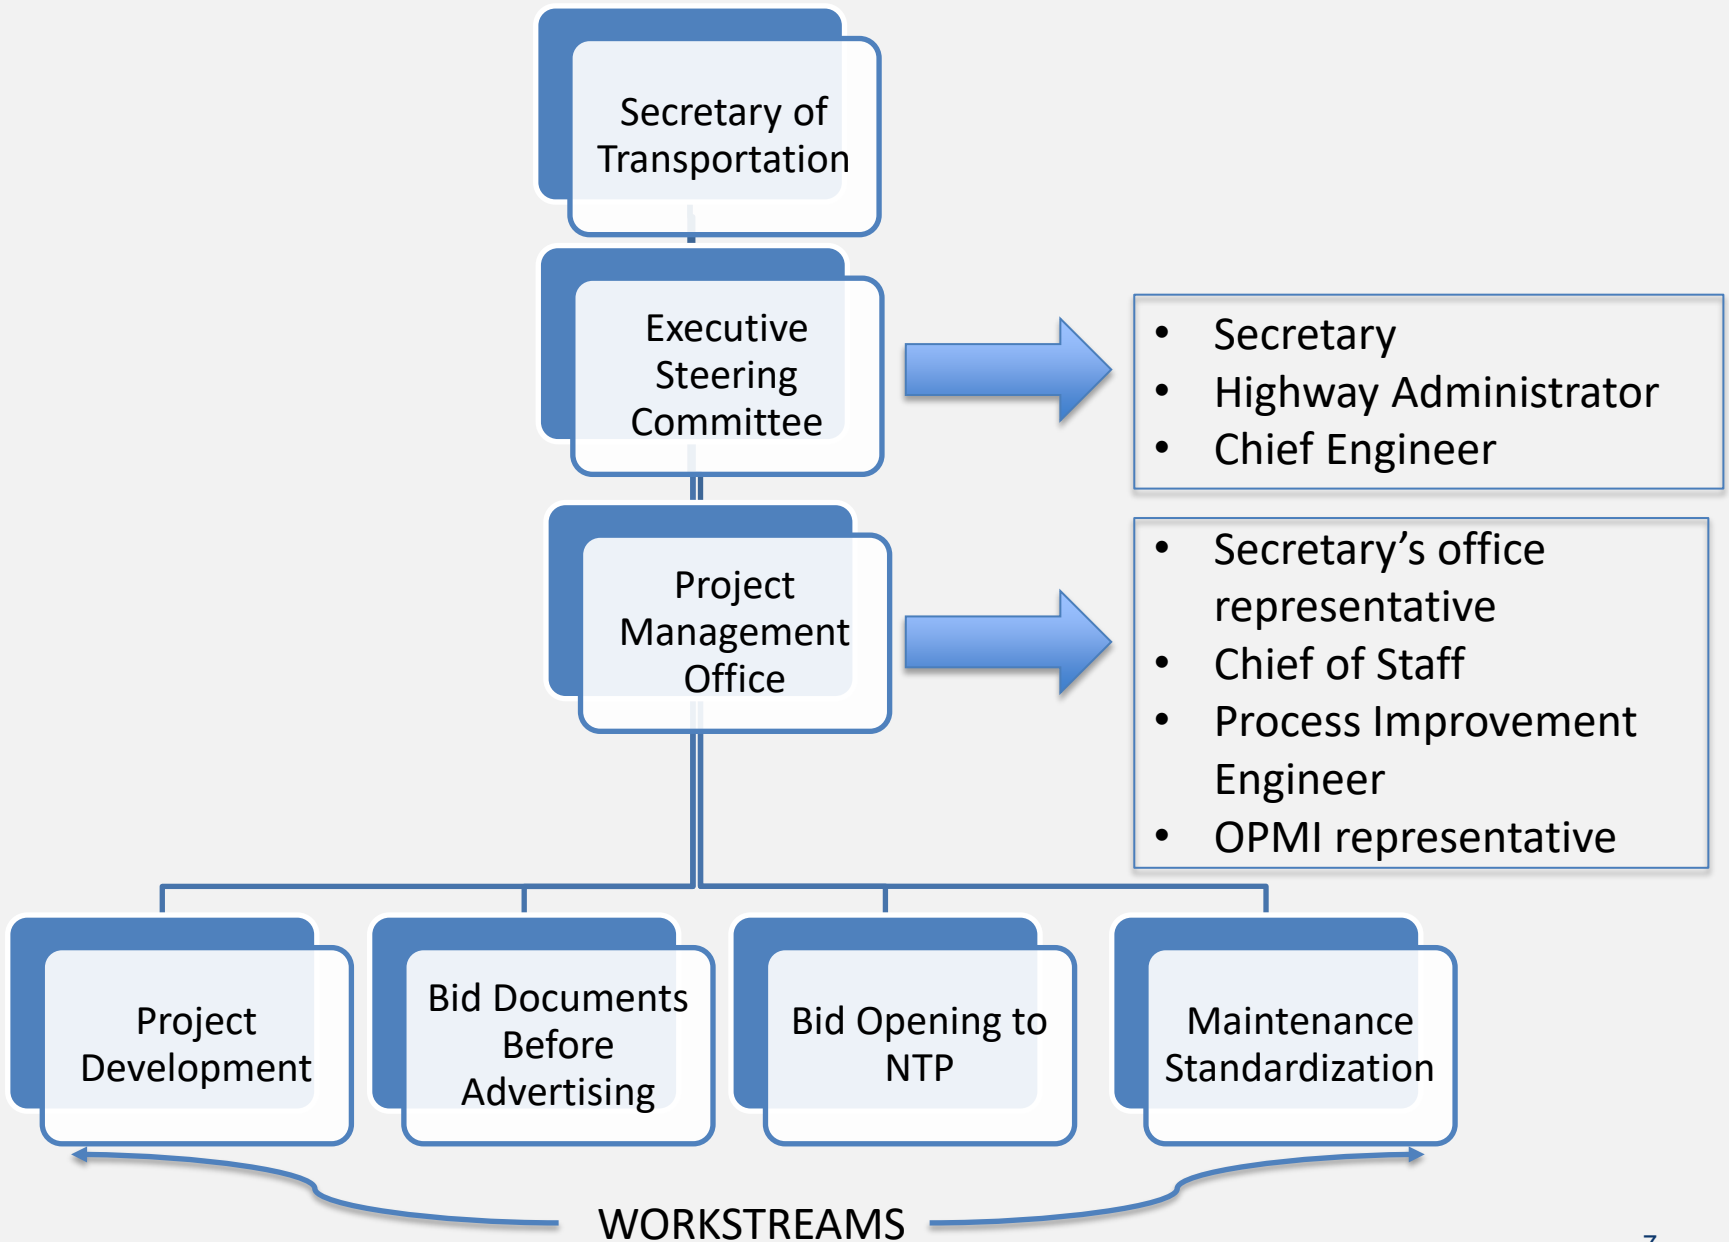 Secretary of
Transportation
Executive
Steering
Committee
• Secretary
• Highway Administrator
• Chief Engineer
Project
Management
Office
• Secretary’s office
representative
• Chief of Staff
• Process Improvement
Engineer
• OPMI representative
Project
Development
Bid Documents
Before
Advertising
Bid Opening to
NTP
Maintenance
Standardization
WORKSTREAMS